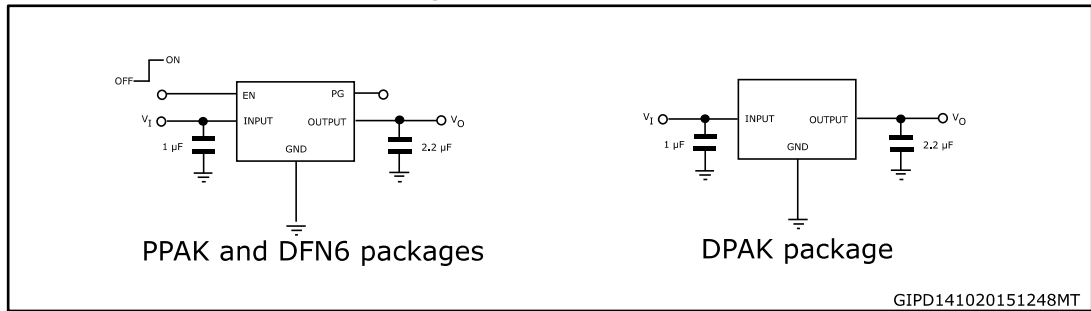 ON
OFF
EN
PG
VI
INPUT
OUTPUT
VO
1 µF
GND
2.2 µF
PPAK and DFN6 packages
VI
INPUT
OUTPUT
VO
1 µF
GND
2.2 µF
DPAK package
GIPD141020151248MT